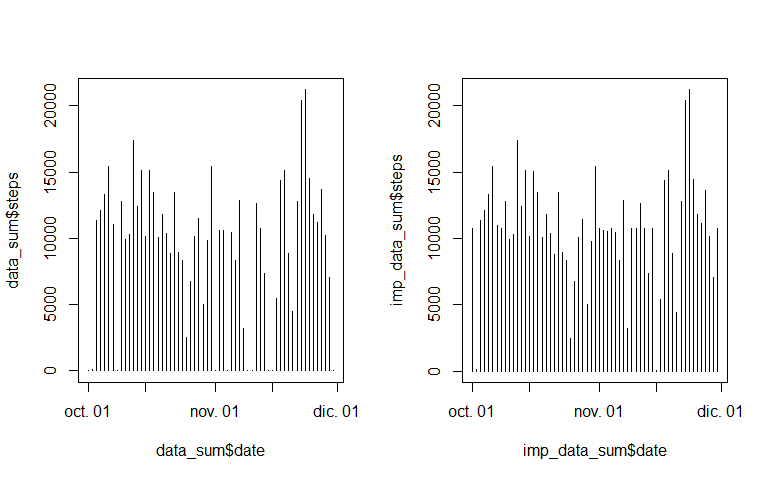 data_sum$steps
20000
15000
10000
5000
0
oct. 01
nov. 01
dic. 01
data_sum$date
imp_data_sum$steps
20000
15000
10000
5000
0
oct. 01
nov. 01
dic. 01
imp_data_sum$date